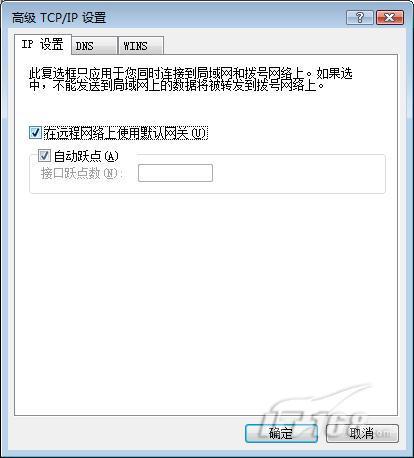 高级 TCP/IP 设置
IP 设置 DNS WINS
此复选框只应用于您同时连接到局域网和拨号网络上。如果选
中，不能发送到局域网上的数据将被转发到拨号网络上。
在远程网络上使用默认网关(U)
自动跃点(A)
接口跃点数(N):
IT168.com
确定 取消